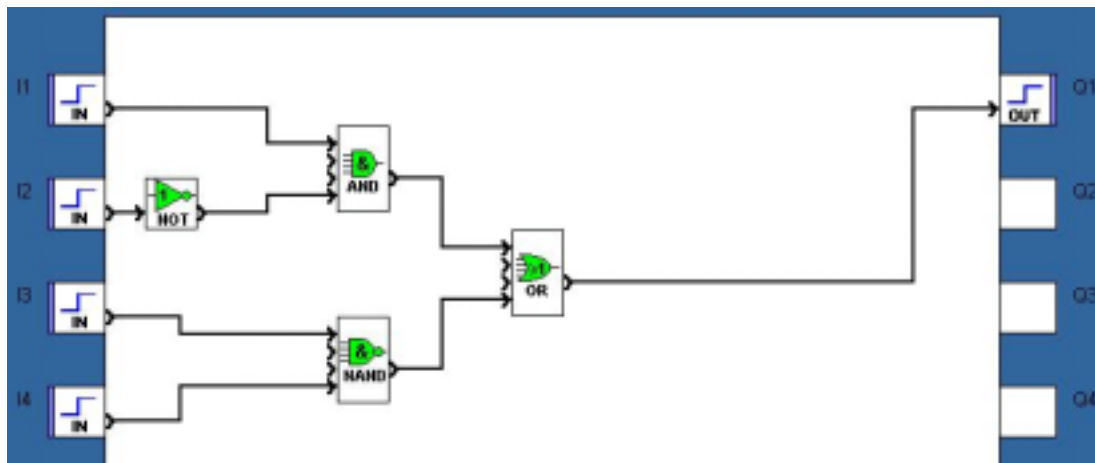 I1
IN
Q1
OUT
&
AND
I2
IN
1
NOT
Q2
≥1
OR
I3
IN
Q3
&
NAND
I4
IN
Q4